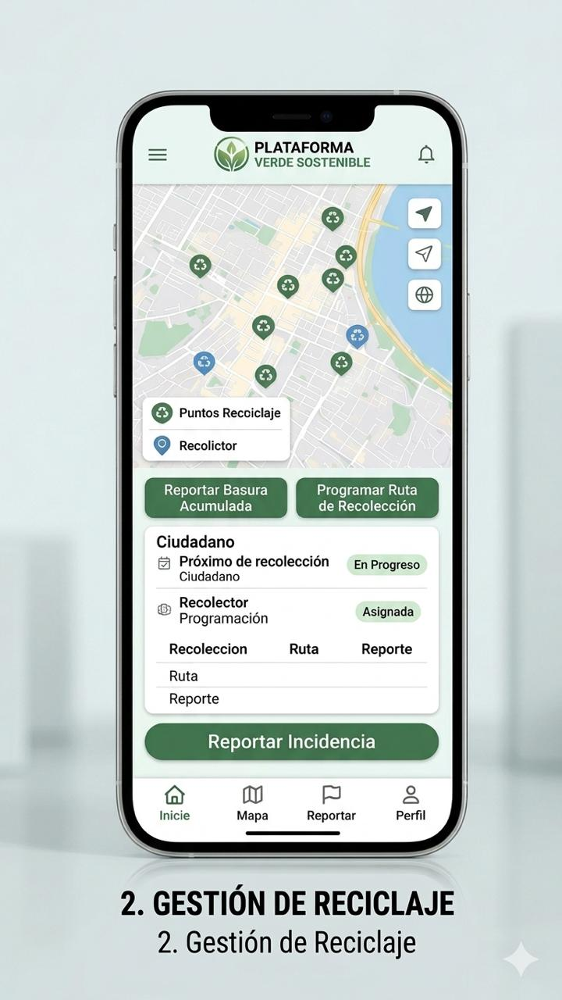 PLATAFORMA
VERDE SOSTENIBLE
Puntos Recciclaje
Recolictor
Reportar Basura
Acumulada
Programar Ruta
de Recolección
Ciudadano
Próximo de recolección
Ciudadano
En Progreso
Recolector
Programación
Asignada
Recoleccion Ruta Reporte
Ruta
Reporte
Reportar Incidencia
Inicie Mapa Reportar Perfil
2. GESTIÓN DE RECICLAJE
2. Gestión de Reciclaje